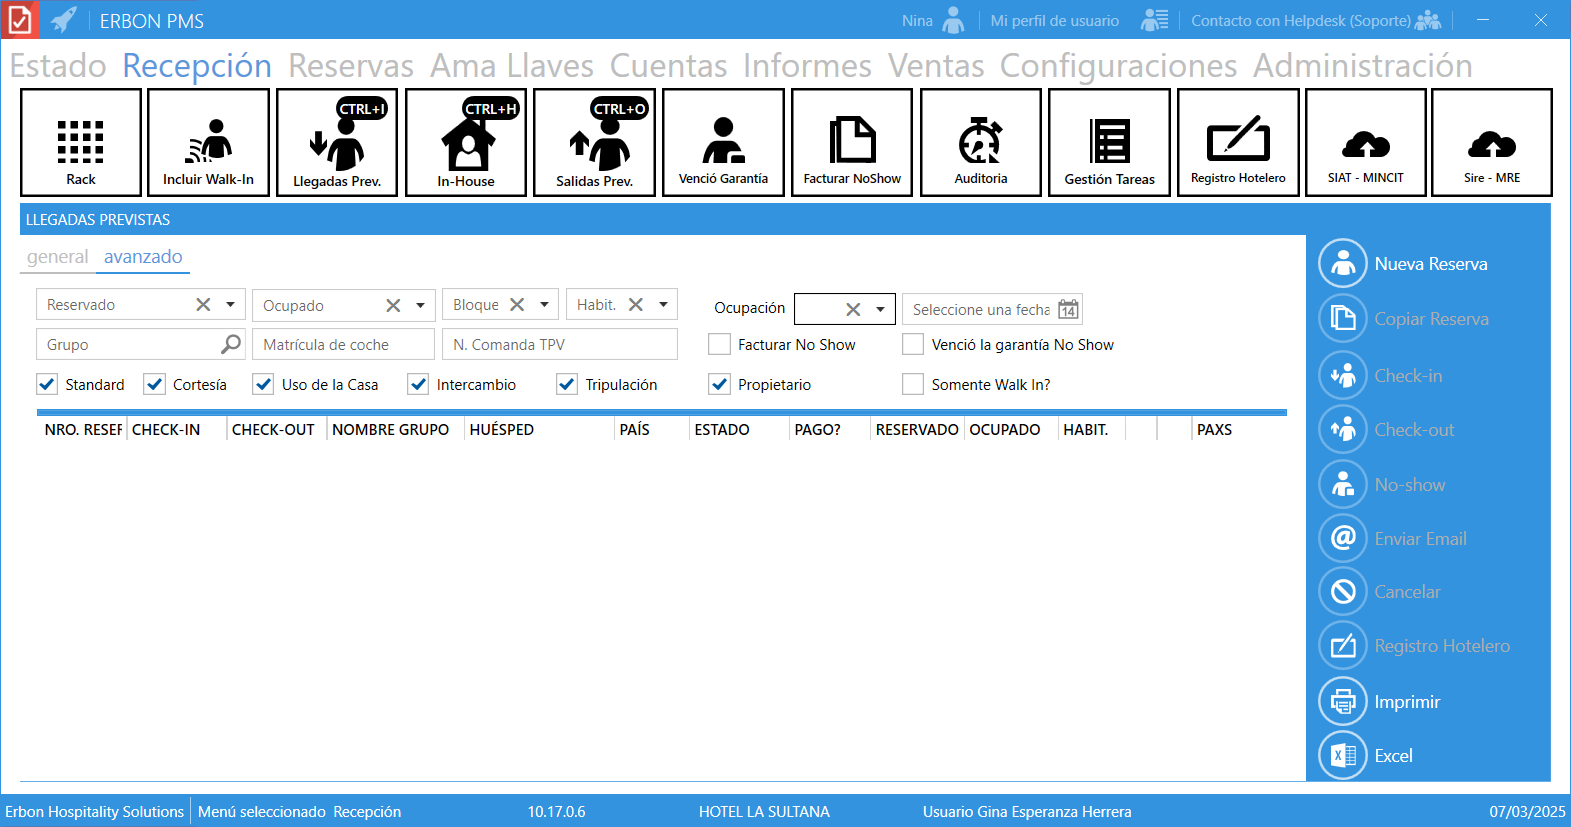 ERBON PMS
Nina
Mi perfil de usuario
Contacto con Helpdesk (Soporte)
Estado Recepción Reservas Ama Llaves Cuentas Informes Ventas Configuraciones Administración
CTRL+I CTRL+H CTRL+O
Rack Incluir Walk-In Llegadas Prev. In-House Salidas Prev. Venció Garantía Facturar NoShow Auditoria Gestión Tareas Registro Hotelero SIAT - MINCIT Sire - MRE
LLEGADAS PREVISTAS
general avanzado
Reservado Ocupado Bloque Habit. Ocupación Seleccione una fecha 14
Grupo Matrícula de coche N. Comanda TPV Facturar No Show Venció la garantía No Show
Standard Cortesía Uso de la Casa Intercambio Tripulación Propietario Somente Walk In?
NRO. RESER CHECK-IN CHECK-OUT NOMBRE GRUPO HUÉSPED PAÍS ESTADO PAGO? RESERVADO OCUPADO HABIT. PAXS
Nueva Reserva
Copiar Reserva
Check-in
Check-out
No-show
Enviar Email
Cancelar
Registro Hotelero
Imprimir
Excel
Erbon Hospitality Solutions Menú seleccionado Recepción 10.17.0.6 HOTEL LA SULTANA Usuario Gina Esperanza Herrera 07/03/2025